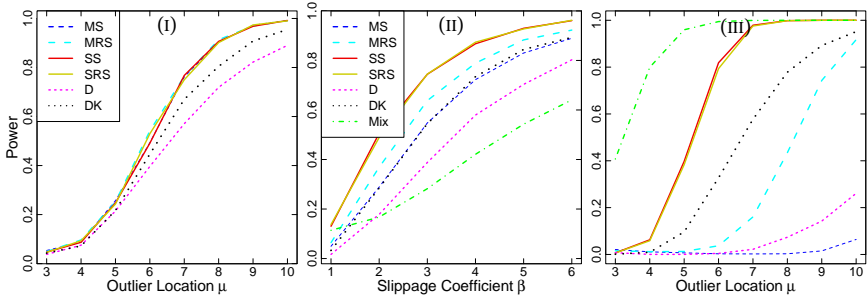 (I)
MS
MRS
SS
SRS
D
DK
Power
0.0 0.2 0.4 0.6 0.8 1.0
3 4 5 6 7 8 9 10
Outlier Location μ
(II)
MS
MRS
SS
SRS
D
DK
Mix
0.0 0.2 0.4 0.6 0.8 1.0
1 2 3 4 5 6
Slippage Coefficient β
(III)
0.0 0.2 0.4 0.6 0.8 1.0
3 4 5 6 7 8 9 10
Outlier Location μ